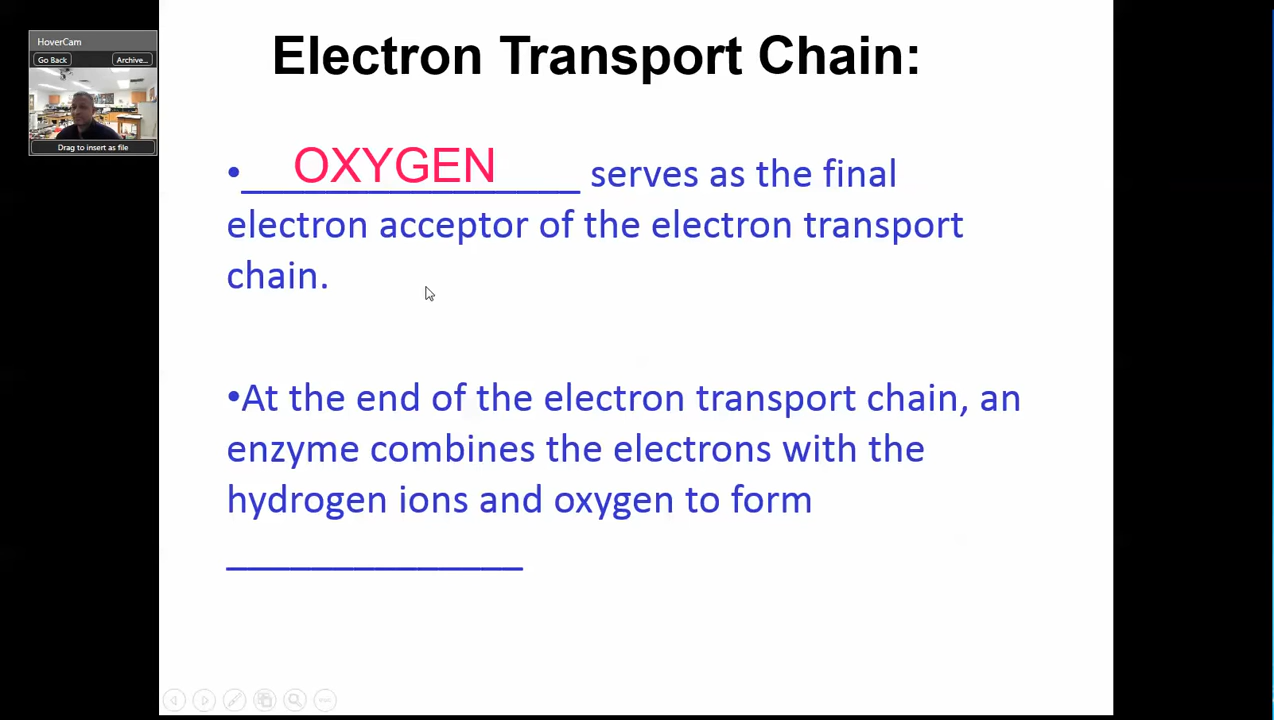 HoverCam
Go Back
Archive...
Drag to insert as file
Electron Transport Chain:
•OXYGEN serves as the final
electron acceptor of the electron transport
chain.
•At the end of the electron transport chain, an
enzyme combines the electrons with the
hydrogen ions and oxygen to form
______________